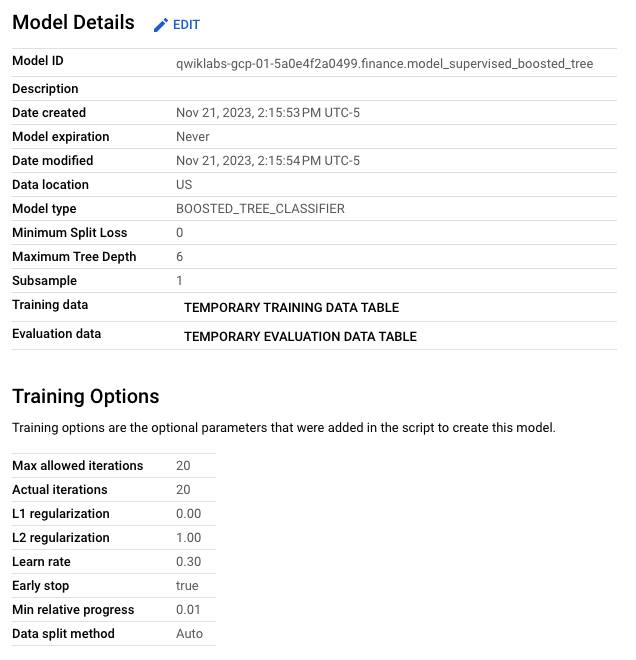 Model Details EDIT
Model ID qwiklabs-gcp-01-5a0e4f2a0499.finance.model_supervised_boosted_tree
Description
Date created Nov 21, 2023, 2:15:53 PM UTC-5
Model expiration Never
Date modified Nov 21, 2023, 2:15:54 PM UTC-5
Data location US
Model type BOOSTED_TREE_CLASSIFIER
Minimum Split Loss 0
Maximum Tree Depth 6
Subsample 1
Training data TEMPORARY TRAINING DATA TABLE
Evaluation data TEMPORARY EVALUATION DATA TABLE
Training Options
Training options are the optional parameters that were added in the script to create this model.
Max allowed iterations 20
Actual iterations 20
L1 regularization 0.00
L2 regularization 1.00
Learn rate 0.30
Early stop true
Min relative progress 0.01
Data split method Auto